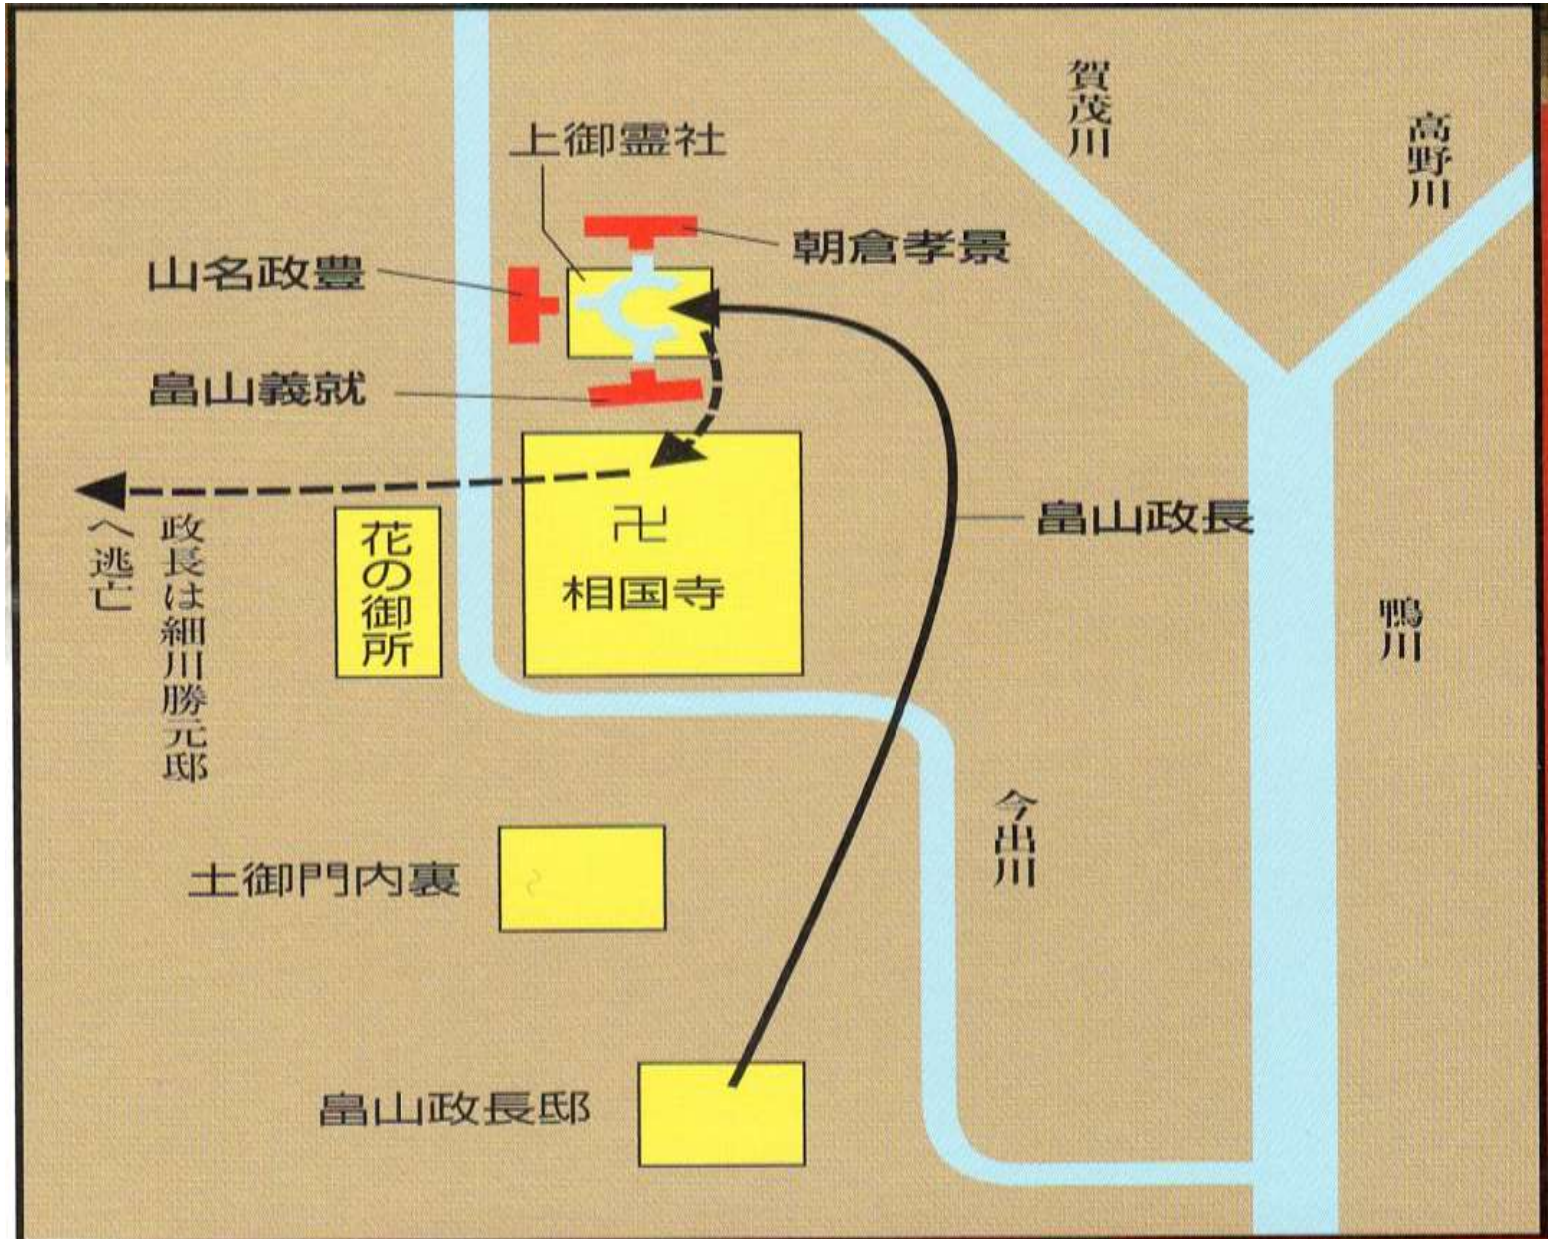 賀茂川
高野川
上御霊社
朝倉孝景
山名政豊
畠山義就
畠山政長
政長は細川勝元邸
へ逃亡
花の御所
卍
相国寺
鴨川
今出川
土御門内裏
畠山政長邸